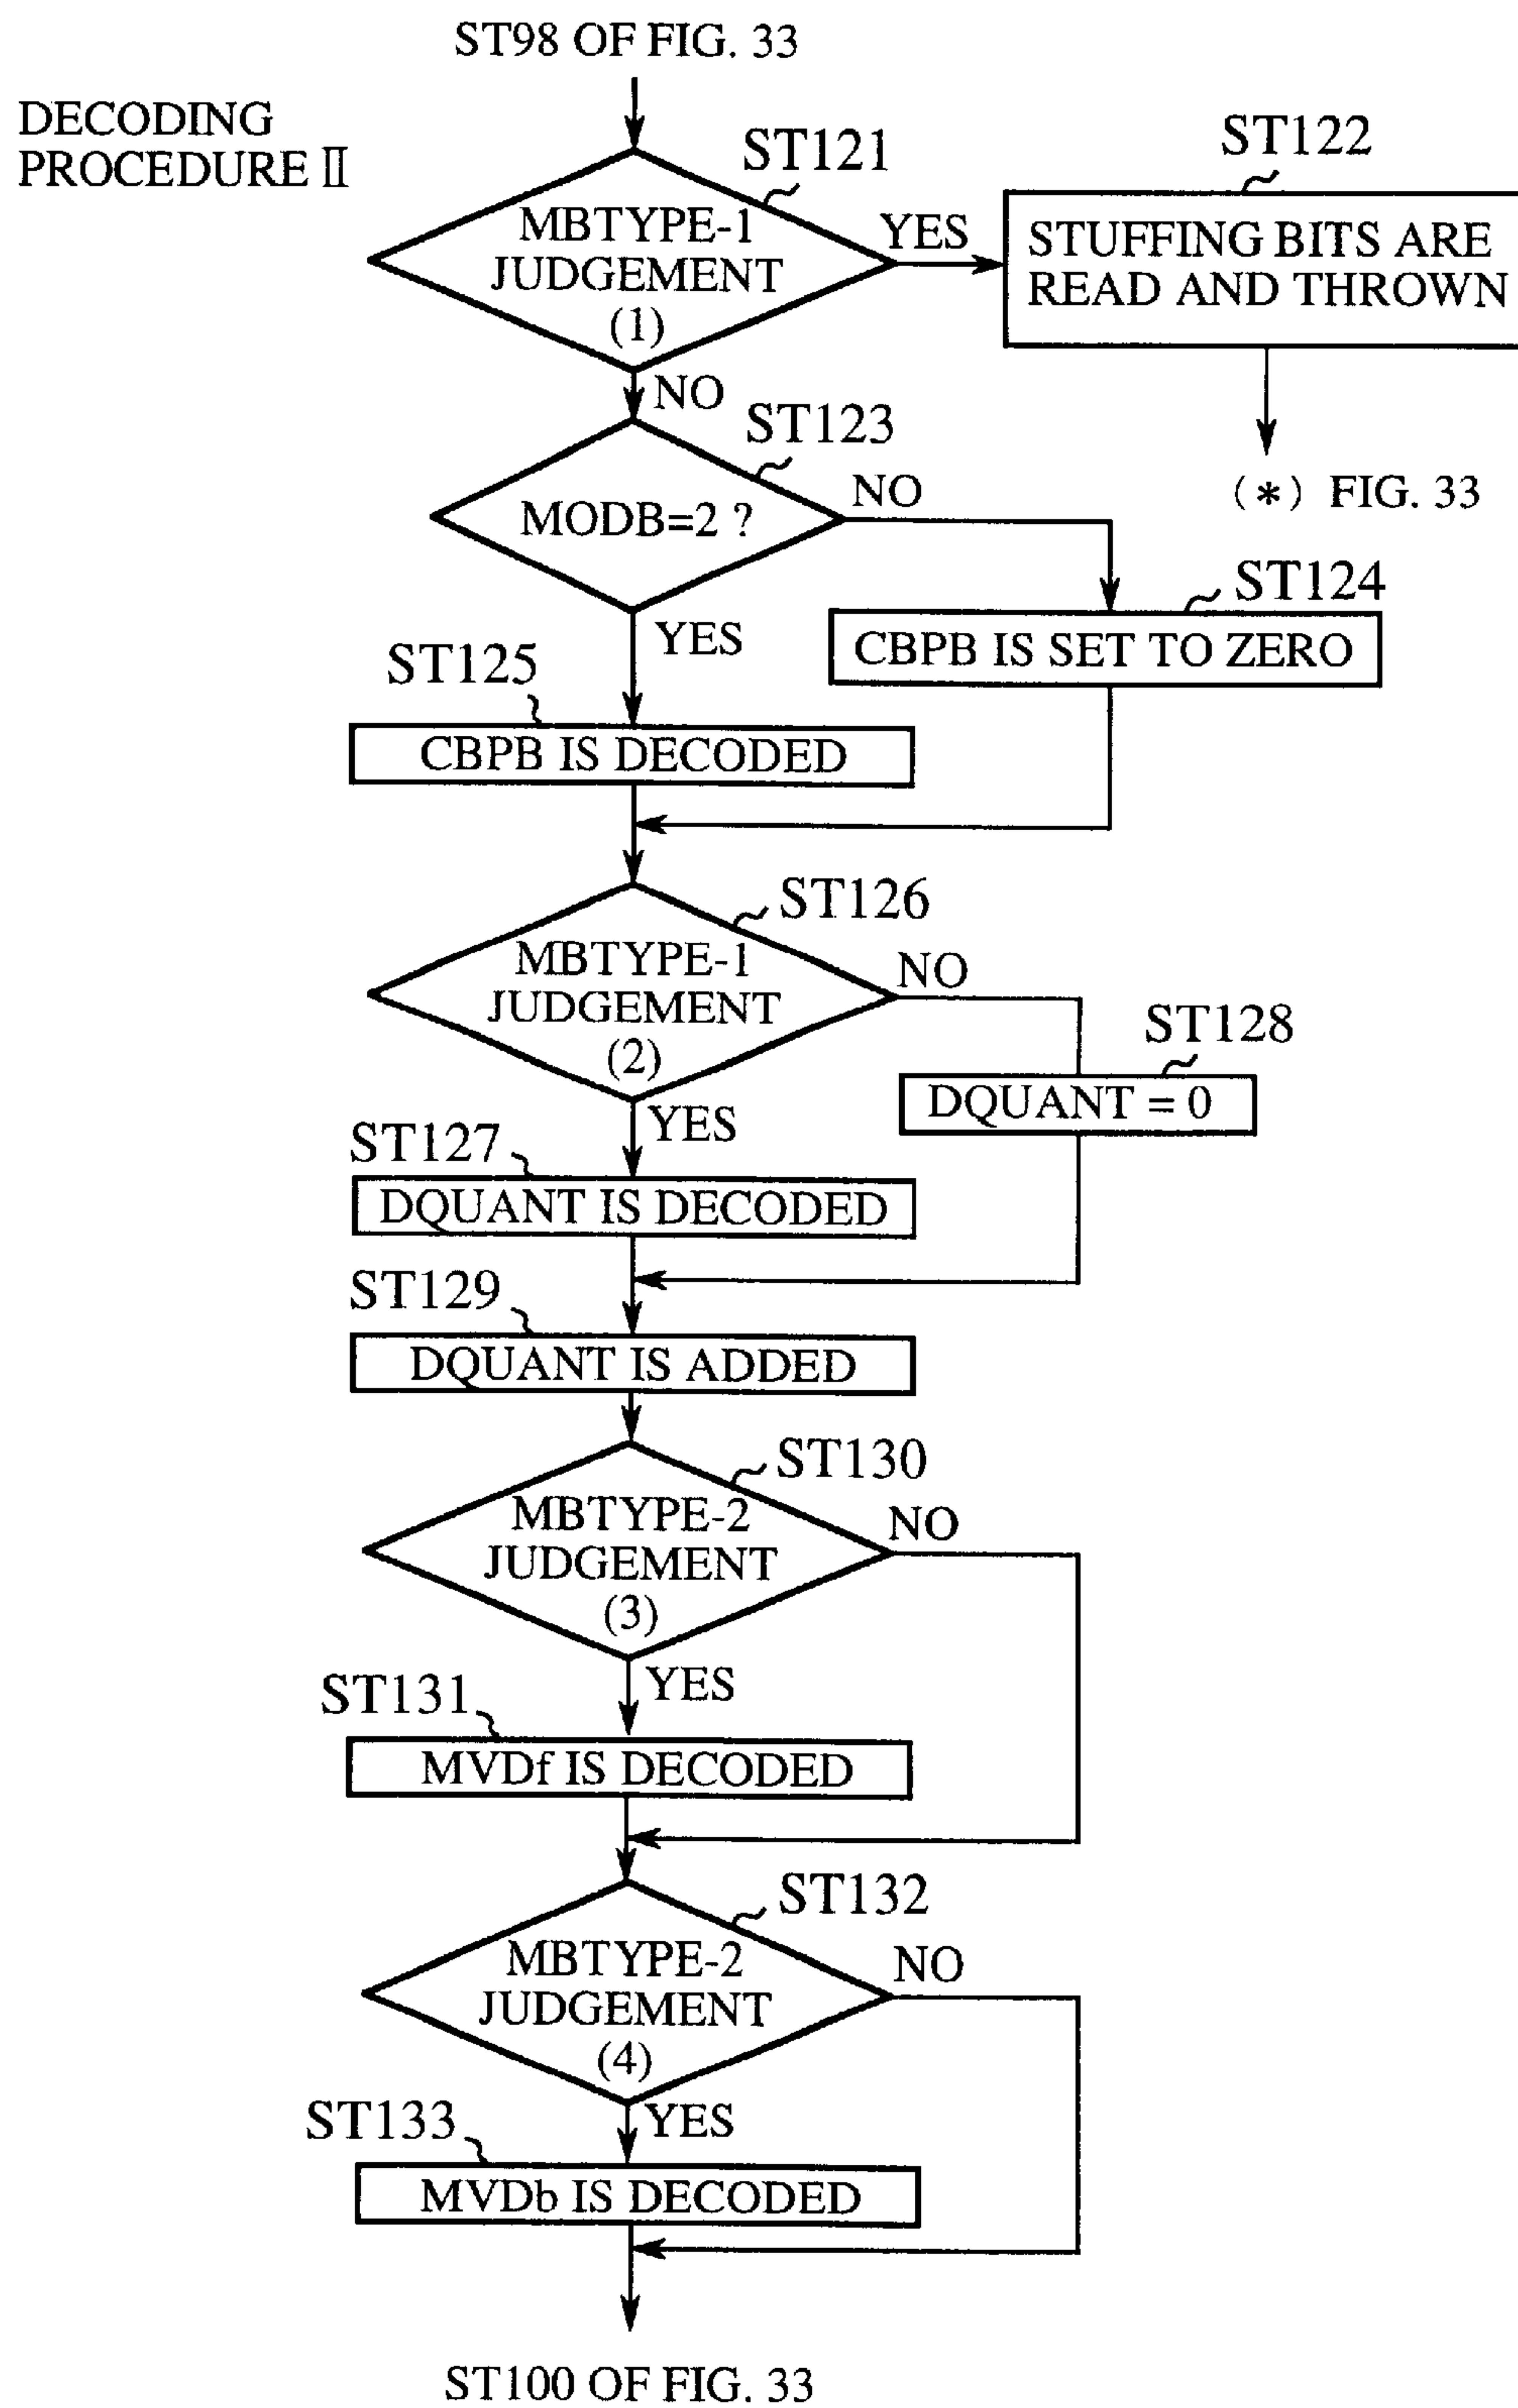 ST98 OF FIG. 33
DECODING
PROCEDURE II
ST121
MBTYPE-1
JUDGEMENT
(1)
YES
ST122
STUFFING BITS ARE
READ AND THROWN
(*) FIG. 33
NO
ST123
MODB=2 ?
NO
ST124
CBPB IS SET TO ZERO
YES
ST125
CBPB IS DECODED
ST126
MBTYPE-1
JUDGEMENT
(2)
NO
ST128
DQUANT = 0
YES
ST127
DQUANT IS DECODED
ST129
DQUANT IS ADDED
ST130
MBTYPE-2
JUDGEMENT
(3)
NO
YES
ST131
MVDf IS DECODED
ST132
MBTYPE-2
JUDGEMENT
(4)
NO
YES
ST133
MVDb IS DECODED
ST100 OF FIG. 33